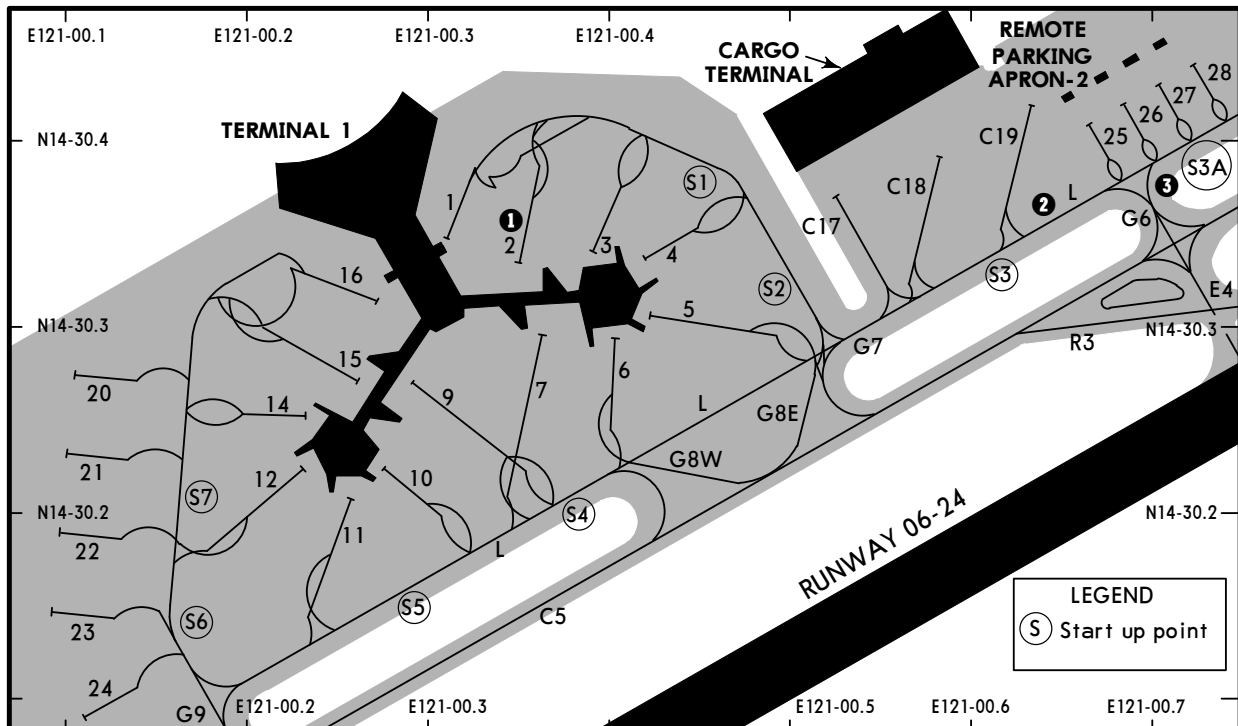 E121-00.1
E121-00.2
E121-00.3
E121-00.4
CARGO
TERMINAL
REMOTE
PARKING
APRON-2
28
27
26
25
N14-30.4
TERMINAL 1
C19
S3A
S1
C18
3
L
2
1
1
2
3
4
C17
G6
16
S2
S3
E4
5
N14-30.3
N14-30.3
R3
G7
15
20
9
7
6
L
14
G8E
21
G8W
12
10
S7
N14-30.2
S4
N14-30.2
22
11
L
RUNWAY 06-24
S5
C5
LEGEND
S Start up point
S6
23
24
G9
E121-00.2
E121-00.3
E121-00.5
E121-00.6
E121-00.7